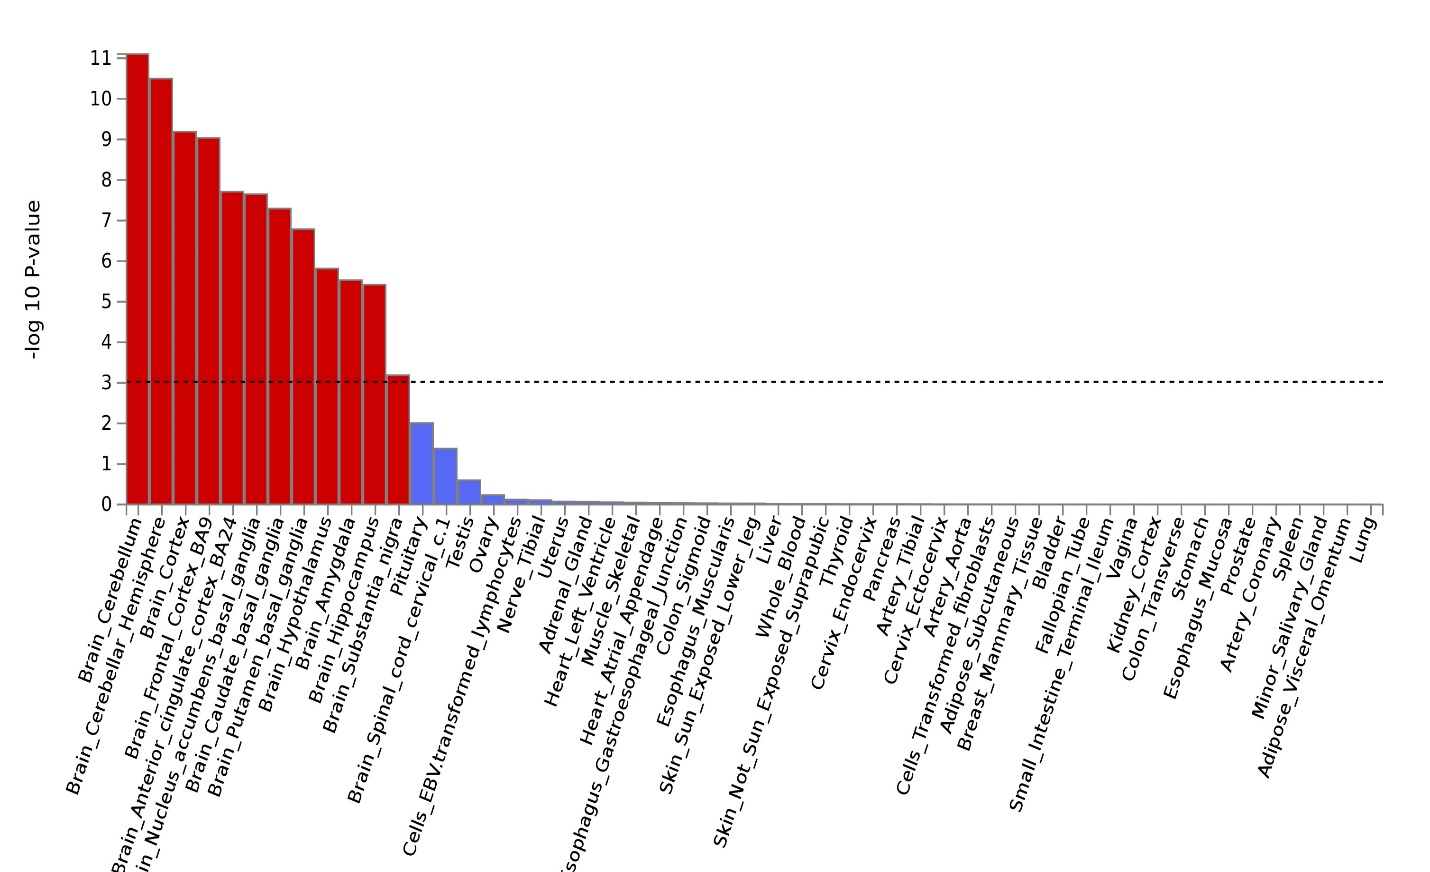 -log 10 P-value
11
10
9
8
7
6
5
4
3
2
1
0
Brain_Cerebellum
Brain_Cerebellar_Hemisphere
Brain_Cortex
Brain_Frontal_Cortex_BA9
Brain_Anterior_cingulate_cortex_BA24
in_Nucleus_accumbens_basal_ganglia
Brain_Caudate_basal_ganglia
Brain_Putamen_basal_ganglia
Brain_Hypothalamus
Brain_Amygdala
Brain_Hippocampus
Brain_Substantia_nigra
Pituitary
Brain_Spinal_cord_cervical_c.1
Testis
Ovary
Cells_EBV.transformed_lymphocytes
Nerve_Tibial
Uterus
Adrenal_Gland
Heart_Left_Ventricle
Muscle_Skeletal
Heart_Atrial_Appendage
sophagus_Gastroesophageal_Junction
Colon_Sigmoid
Esophagus_Muscularis
Skin_Sun_Exposed_Lower_leg
Liver
Whole_Blood
Skin_Not_Sun_Exposed_Suprapubic
Thyroid
Cervix_Endocervix
Pancreas
Artery_Tibial
Cervix_Ectocervix
Artery_Aorta
Cells_Transformed_fibroblasts
Adipose_Subcutaneous
Breast_Mammary_Tissue
Bladder
Fallopian_Tube
Small_Intestine_Terminal_Ileum
Vagina
Kidney_Cortex
Colon_Transverse
Stomach
Esophagus_Mucosa
Prostate
Artery_Coronary
Spleen
Minor_Salivary_Gland
Adipose_Visceral_Omentum
Lung